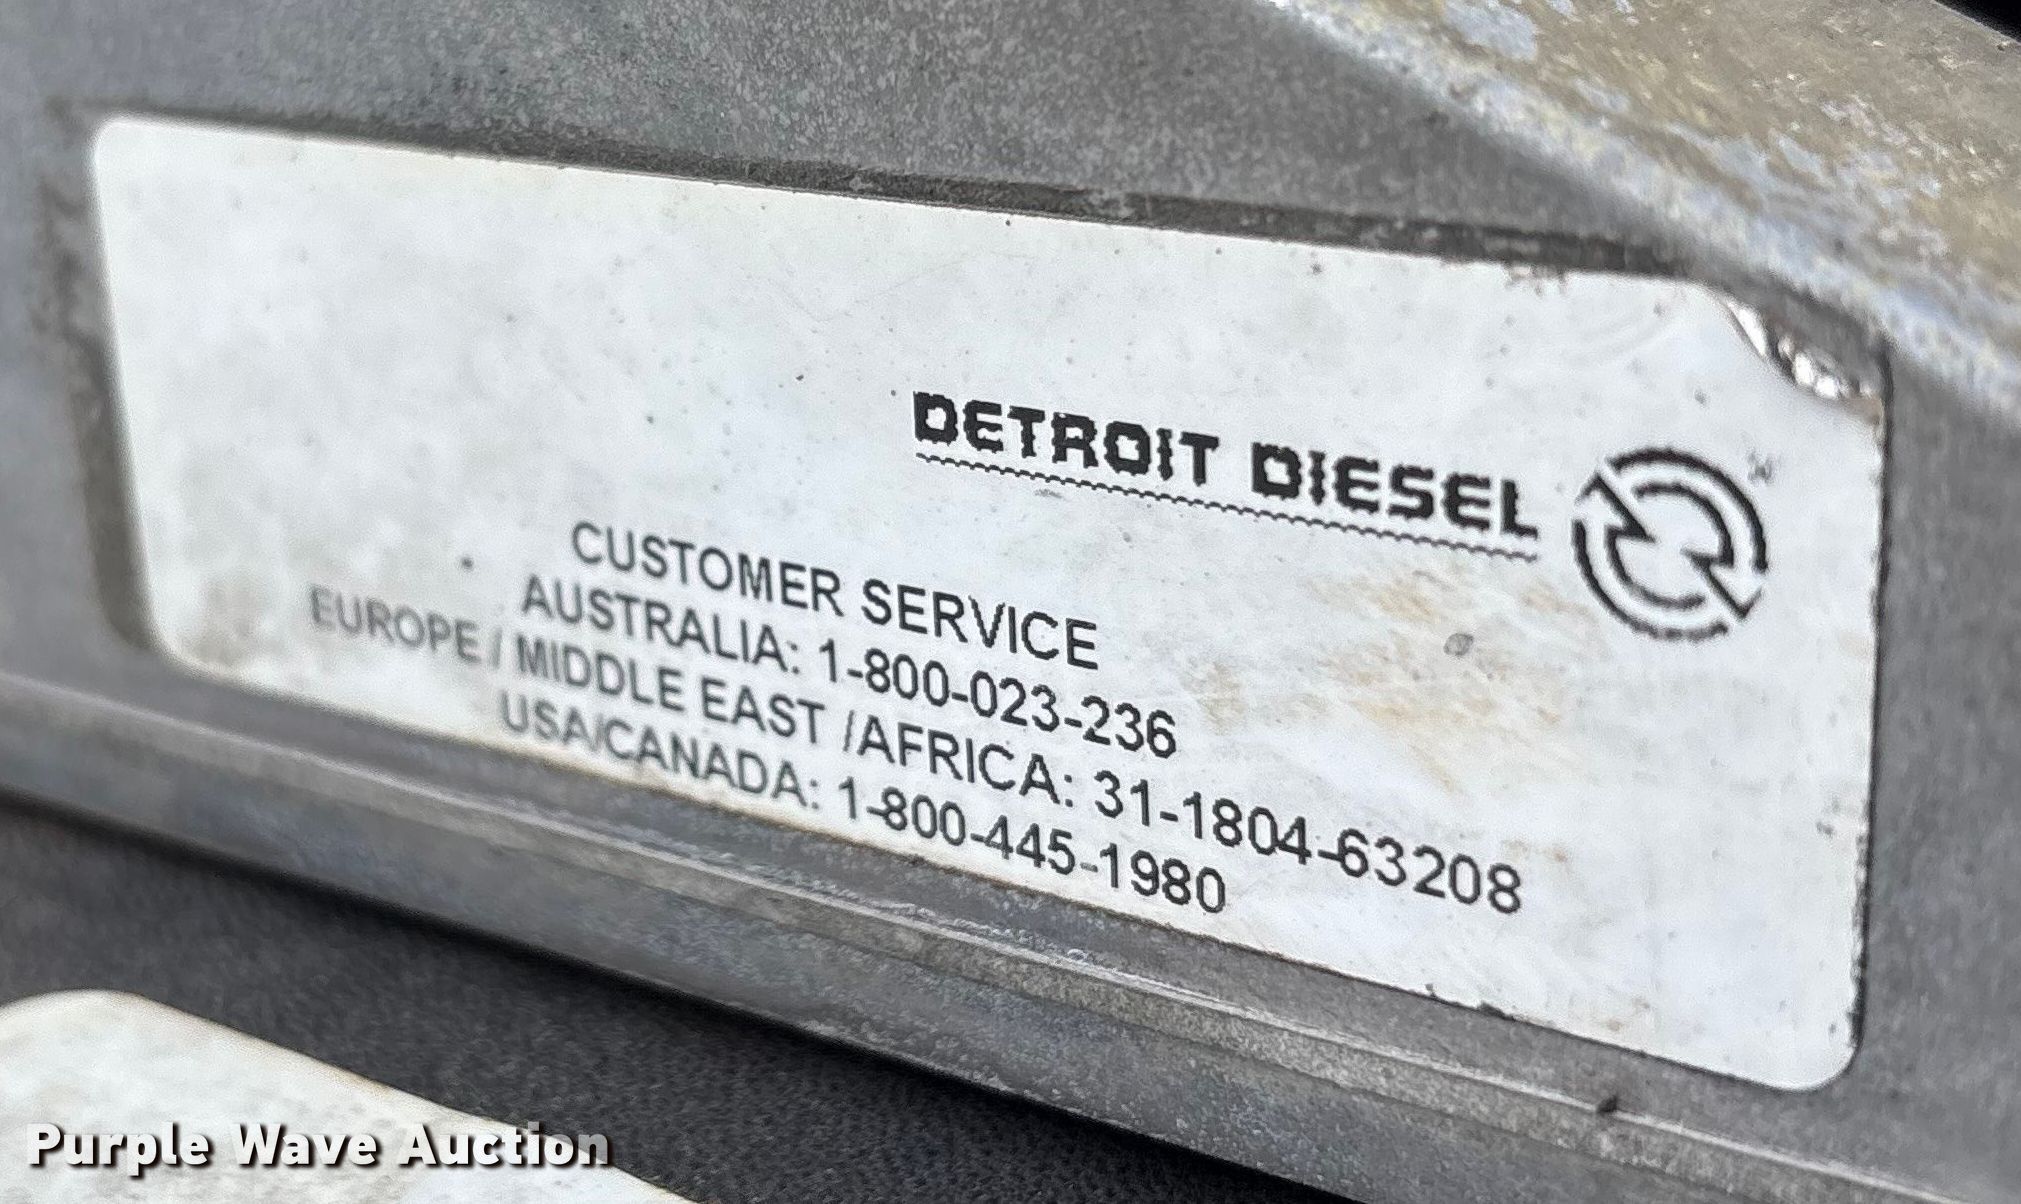 DETROIT DIESEL
CUSTOMER SERVICE
AUSTRALIA: 1-800-023-236
EUROPE / MIDDLE EAST /AFRICA: 31-1804-63208
USA/CANADA: 1-800-445-1980
Purple Wave Auction